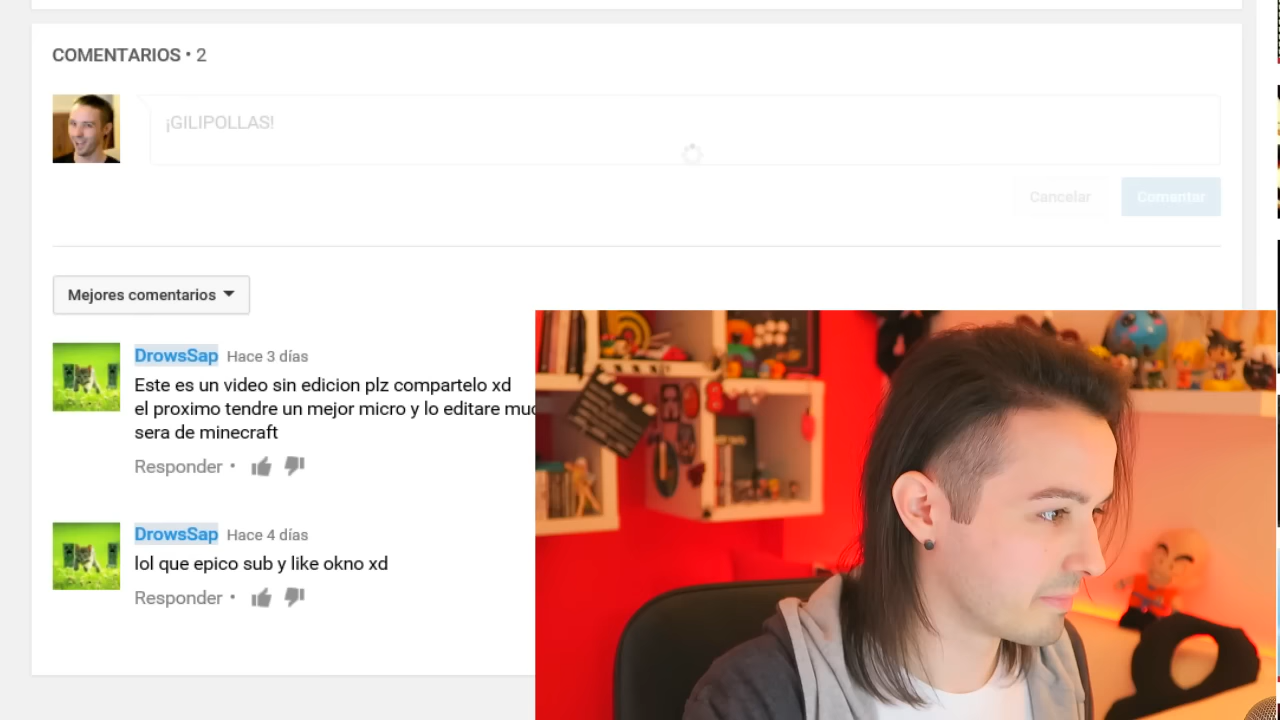 COMENTARIOS • 2
¡GILIPOLLAS!
Cancelar
Comentar
Mejores comentarios
DrowsSap Hace 3 días
Este es un video sin edicion plz compartelo xd
el proximo tendre un mejor micro y lo editare
sera de minecraft
Responder •
DrowsSap Hace 4 días
lol que epico sub y like okno xd
Responder •